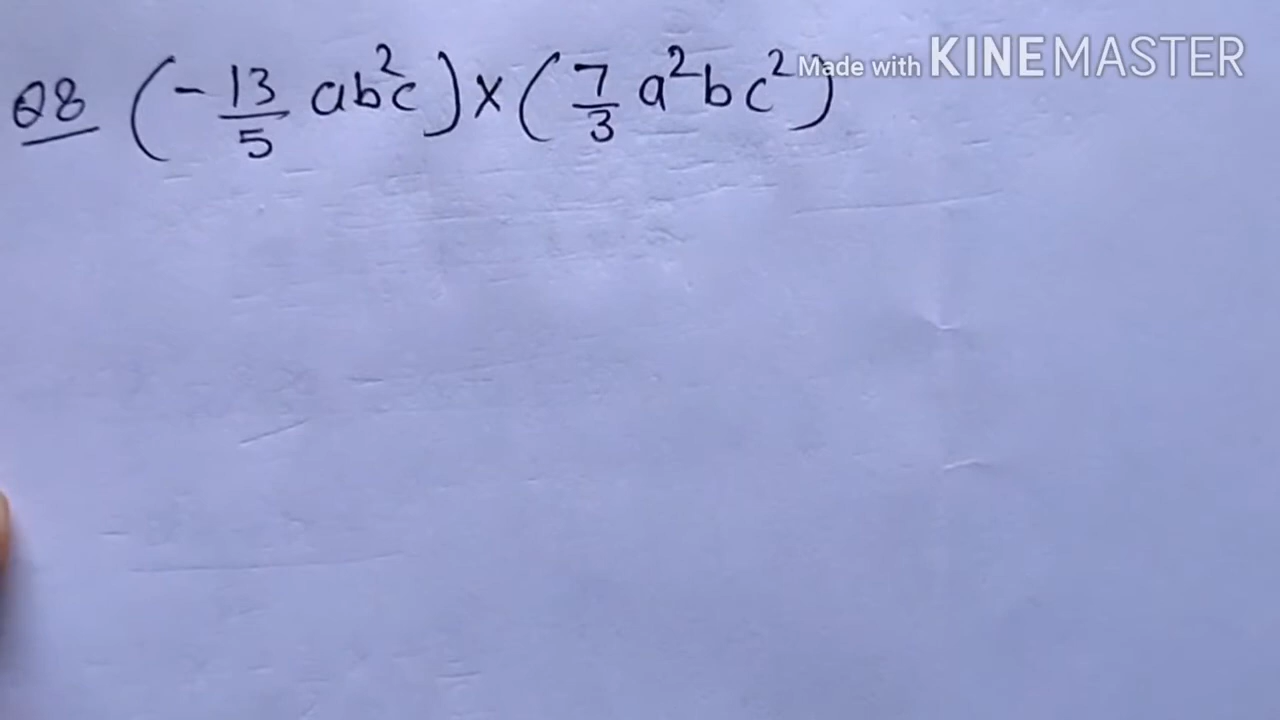 Q8 (-13/5 ab²c) × (7/3 a²bc²)
Made with KINEMASTER